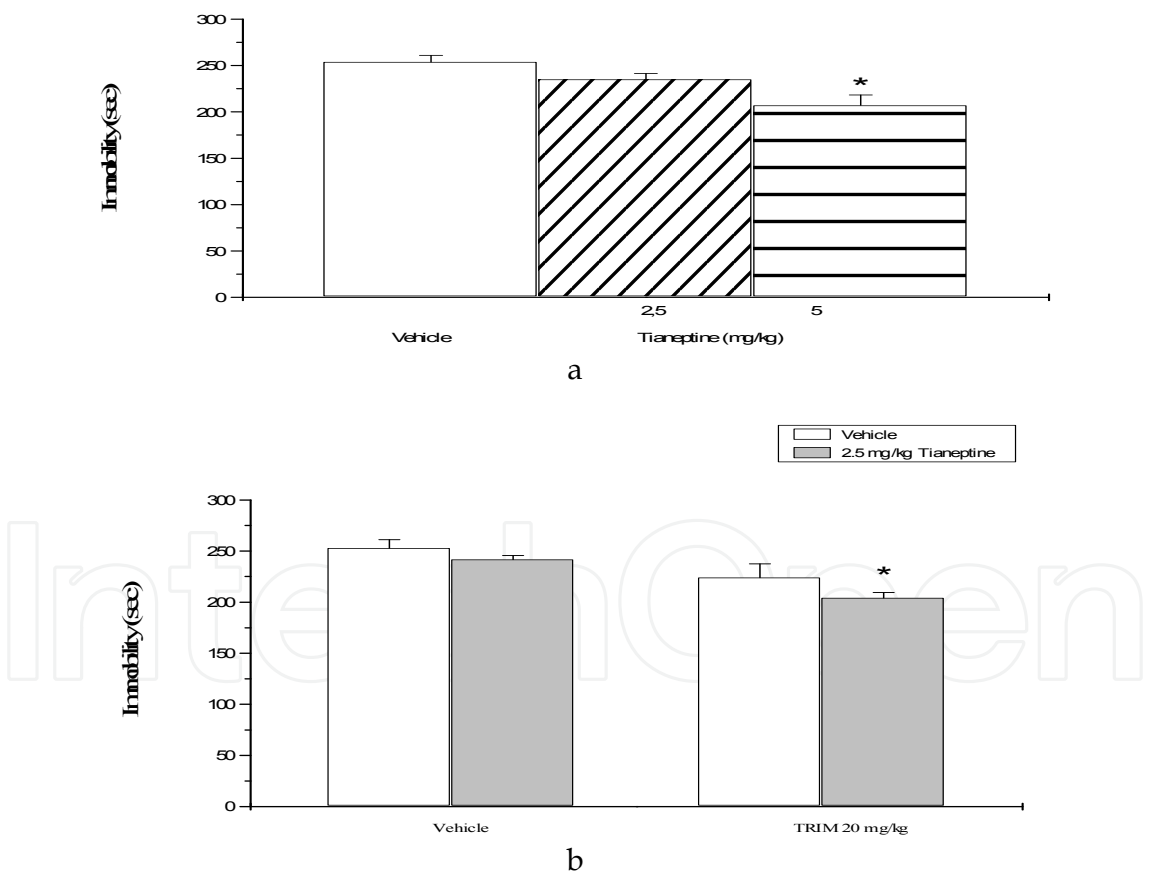 300
250
200
150
100
50
0
Immobility (sec)
*
2,5 5
Vehicle Tianeptine (mg/kg)
a
Vehicle
2.5 mg/kg Tianeptine
300
250
200
150
100
50
0
Immobility (sec)
*
Vehicle TRIM 20 mg/kg
b
IntechOpen